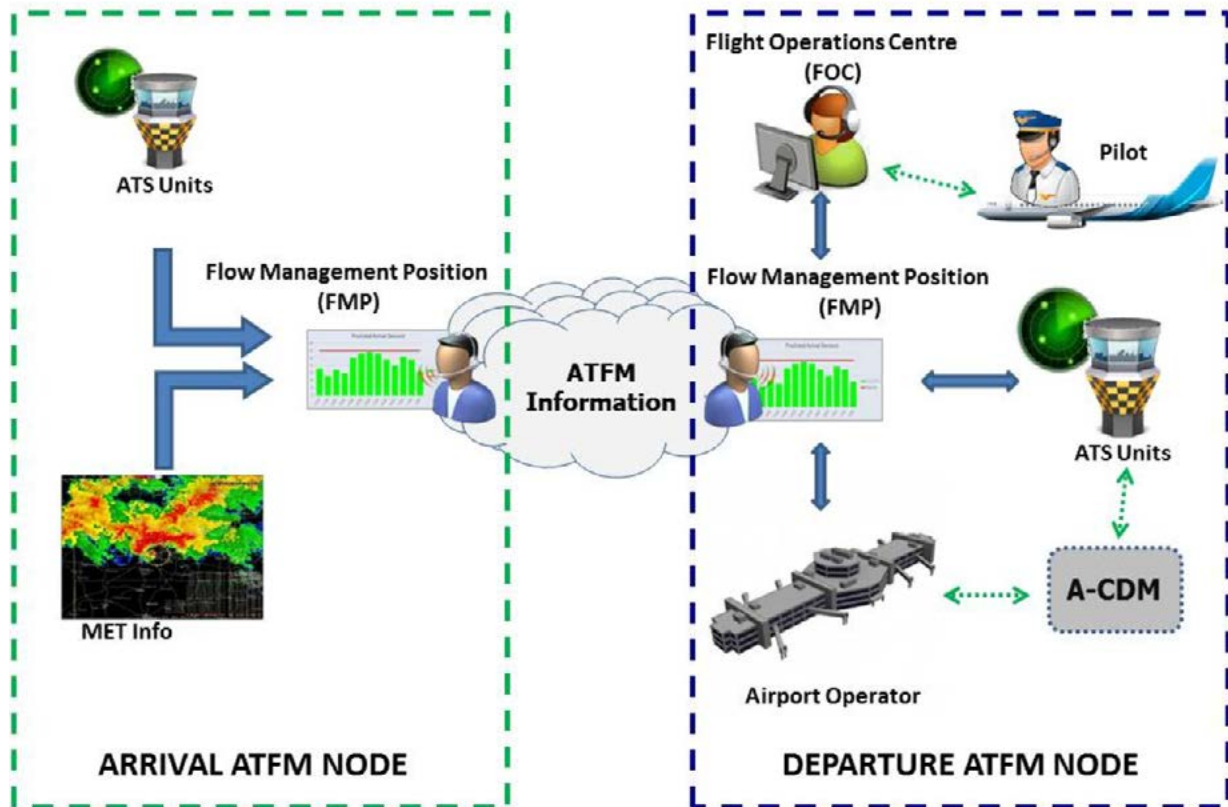 ATS Units
Flow Management Position
(FMP)
MET Info
ARRIVAL ATFM NODE
ATFM
Information
Flight Operations Centre
(FOC)
Pilot
Flow Management Position
(FMP)
ATS Units
A-CDM
Airport Operator
DEPARTURE ATFM NODE